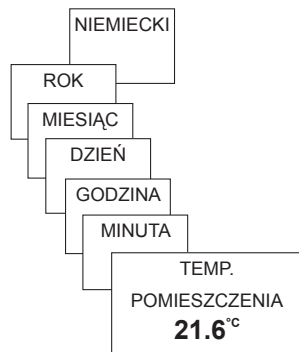 NIEMIECKI
ROK
MIESIĄC
DZIEŃ
GODZINA
MINUTA
TEMP.
POMIESZCZENIA
21.6°C